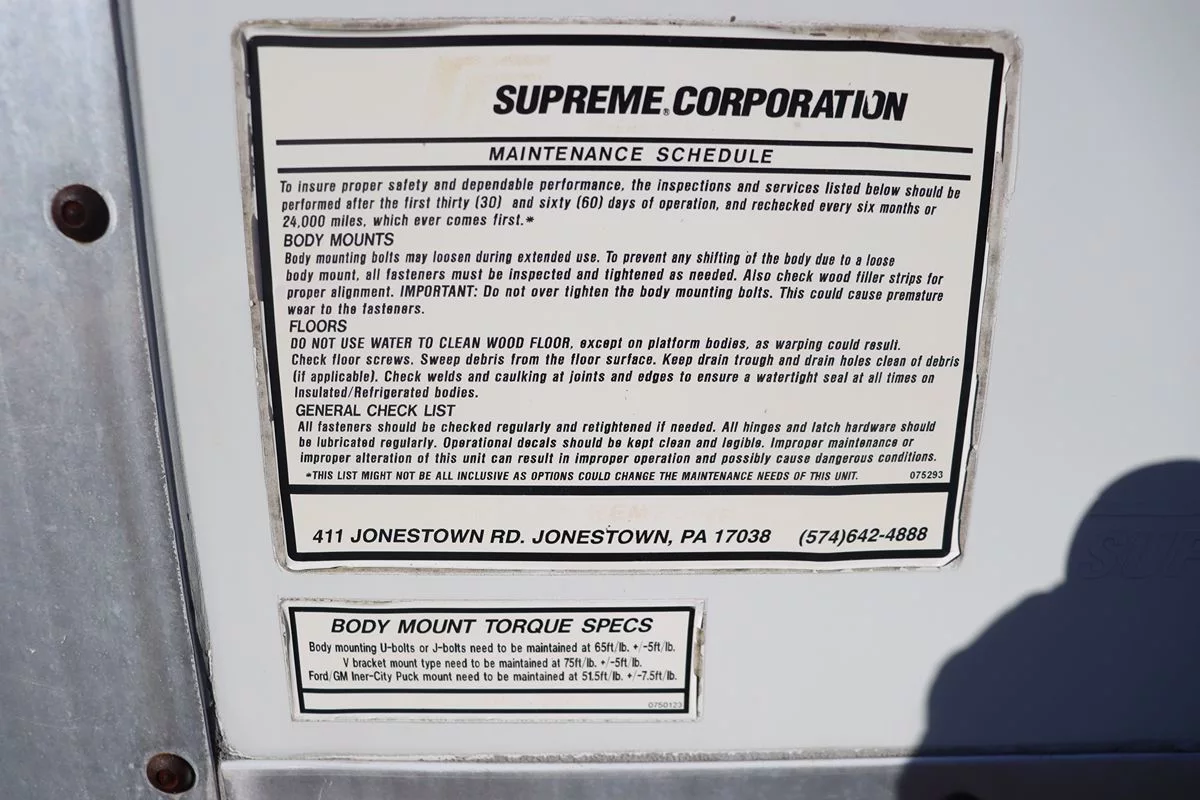 SUPREME® CORPORATION
MAINTENANCE SCHEDULE
To insure proper safety and dependable performance, the inspections and services listed below should be
performed after the first thirty (30) and sixty (60) days of operation, and rechecked every six months or
24,000 miles, which ever comes first.*
BODY MOUNTS
Body mounting bolts may loosen during extended use. To prevent any shifting of the body due to a loose
body mount, all fasteners must be inspected and tightened as needed. Also check wood filler strips for
proper alignment. IMPORTANT: Do not over tighten the body mounting bolts. This could cause premature
wear to the fasteners.
FLOORS
DO NOT USE WATER TO CLEAN WOOD FLOOR, except on platform bodies, as warping could result.
Check floor screws. Sweep debris from the floor surface. Keep drain trough and drain holes clean of debris
(if applicable). Check welds and caulking at joints and edges to ensure a watertight seal at all times on
Insulated/Refrigerated bodies.
GENERAL CHECK LIST
All fasteners should be checked regularly and retightened if needed. All hinges and latch hardware should
be lubricated regularly. Operational decals should be kept clean and legible. Improper maintenance or
improper alteration of this unit can result in improper operation and possibly cause dangerous conditions.
*THIS LIST MIGHT NOT BE ALL INCLUSIVE AS OPTIONS COULD CHANGE THE MAINTENANCE NEEDS OF THIS UNIT. 075293
411 JONESTOWN RD. JONESTOWN, PA 17038 (574)642-4888
BODY MOUNT TORQUE SPECS
Body mounting U-bolts or J-bolts need to be maintained at 65ft/lb. +/-5ft/lb.
V bracket mount type need to be maintained at 75ft/lb. +/-5ft/lb.
Ford/GM Iner-City Puck mount need to be maintained at 51.5ft/lb. +/-7.5ft/lb.
0750123